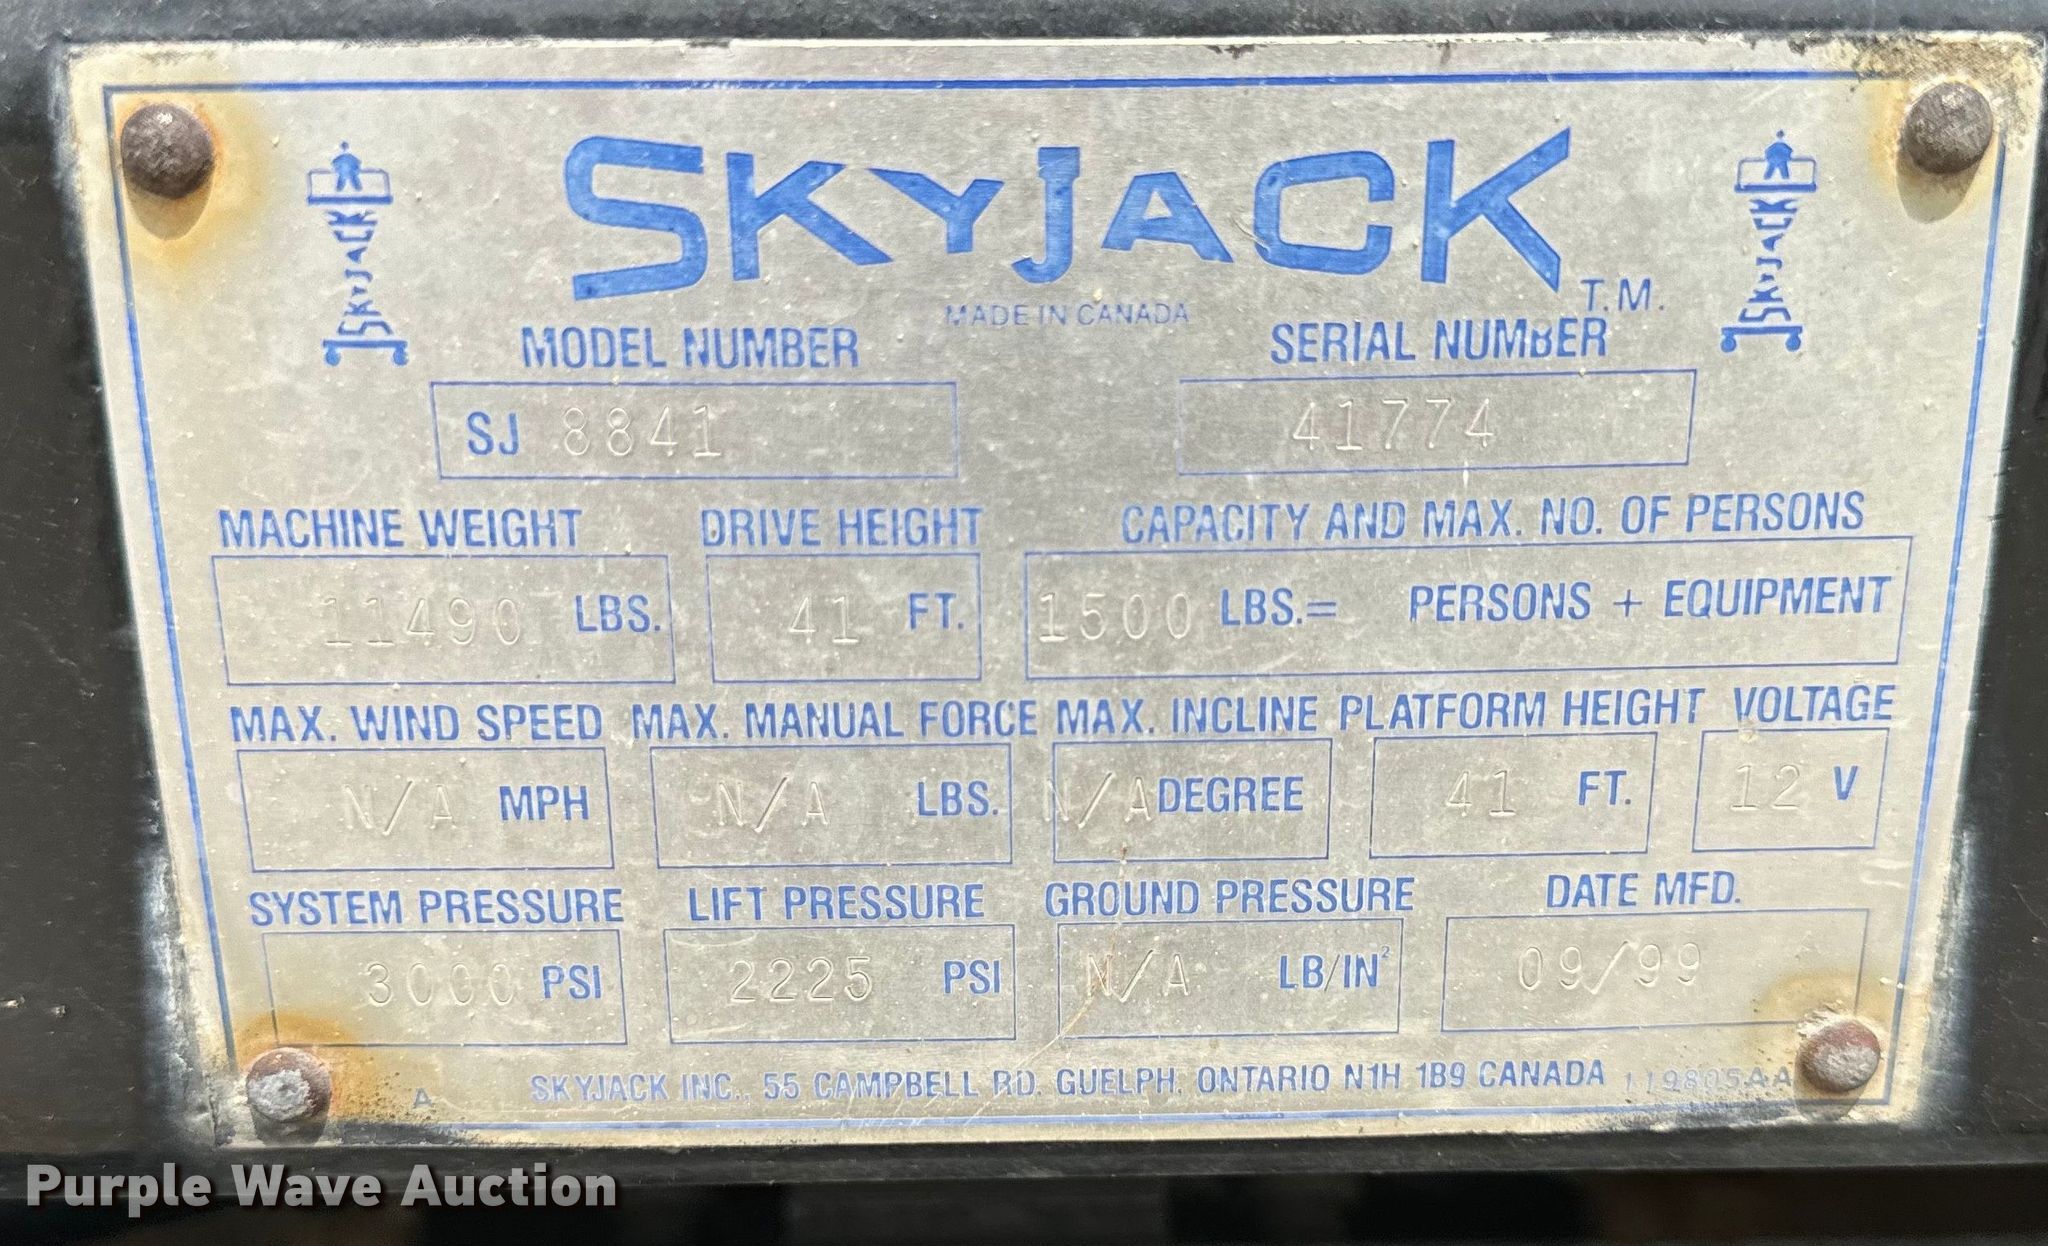 SKYJACK
T.M.
SKYJACK
SKYJACK
MADE IN CANADA
MODEL NUMBER SERIAL NUMBER
SJ 8841 41774
MACHINE WEIGHT DRIVE HEIGHT CAPACITY AND MAX. NO. OF PERSONS
11490 LBS. 41 FT. 1500 LBS.= PERSONS + EQUIPMENT
MAX. WIND SPEED MAX. MANUAL FORCE MAX. INCLINE PLATFORM HEIGHT VOLTAGE
N/A MPH N/A LBS. N/A DEGREE 41 FT. 12 V
SYSTEM PRESSURE LIFT PRESSURE GROUND PRESSURE DATE MFD.
3000 PSI 2225 PSI N/A LB/IN² 09/99
A SKYJACK INC., 55 CAMPBELL RD. GUELPH, ONTARIO N1H 1B9 CANADA 119805AA
Purple Wave Auction